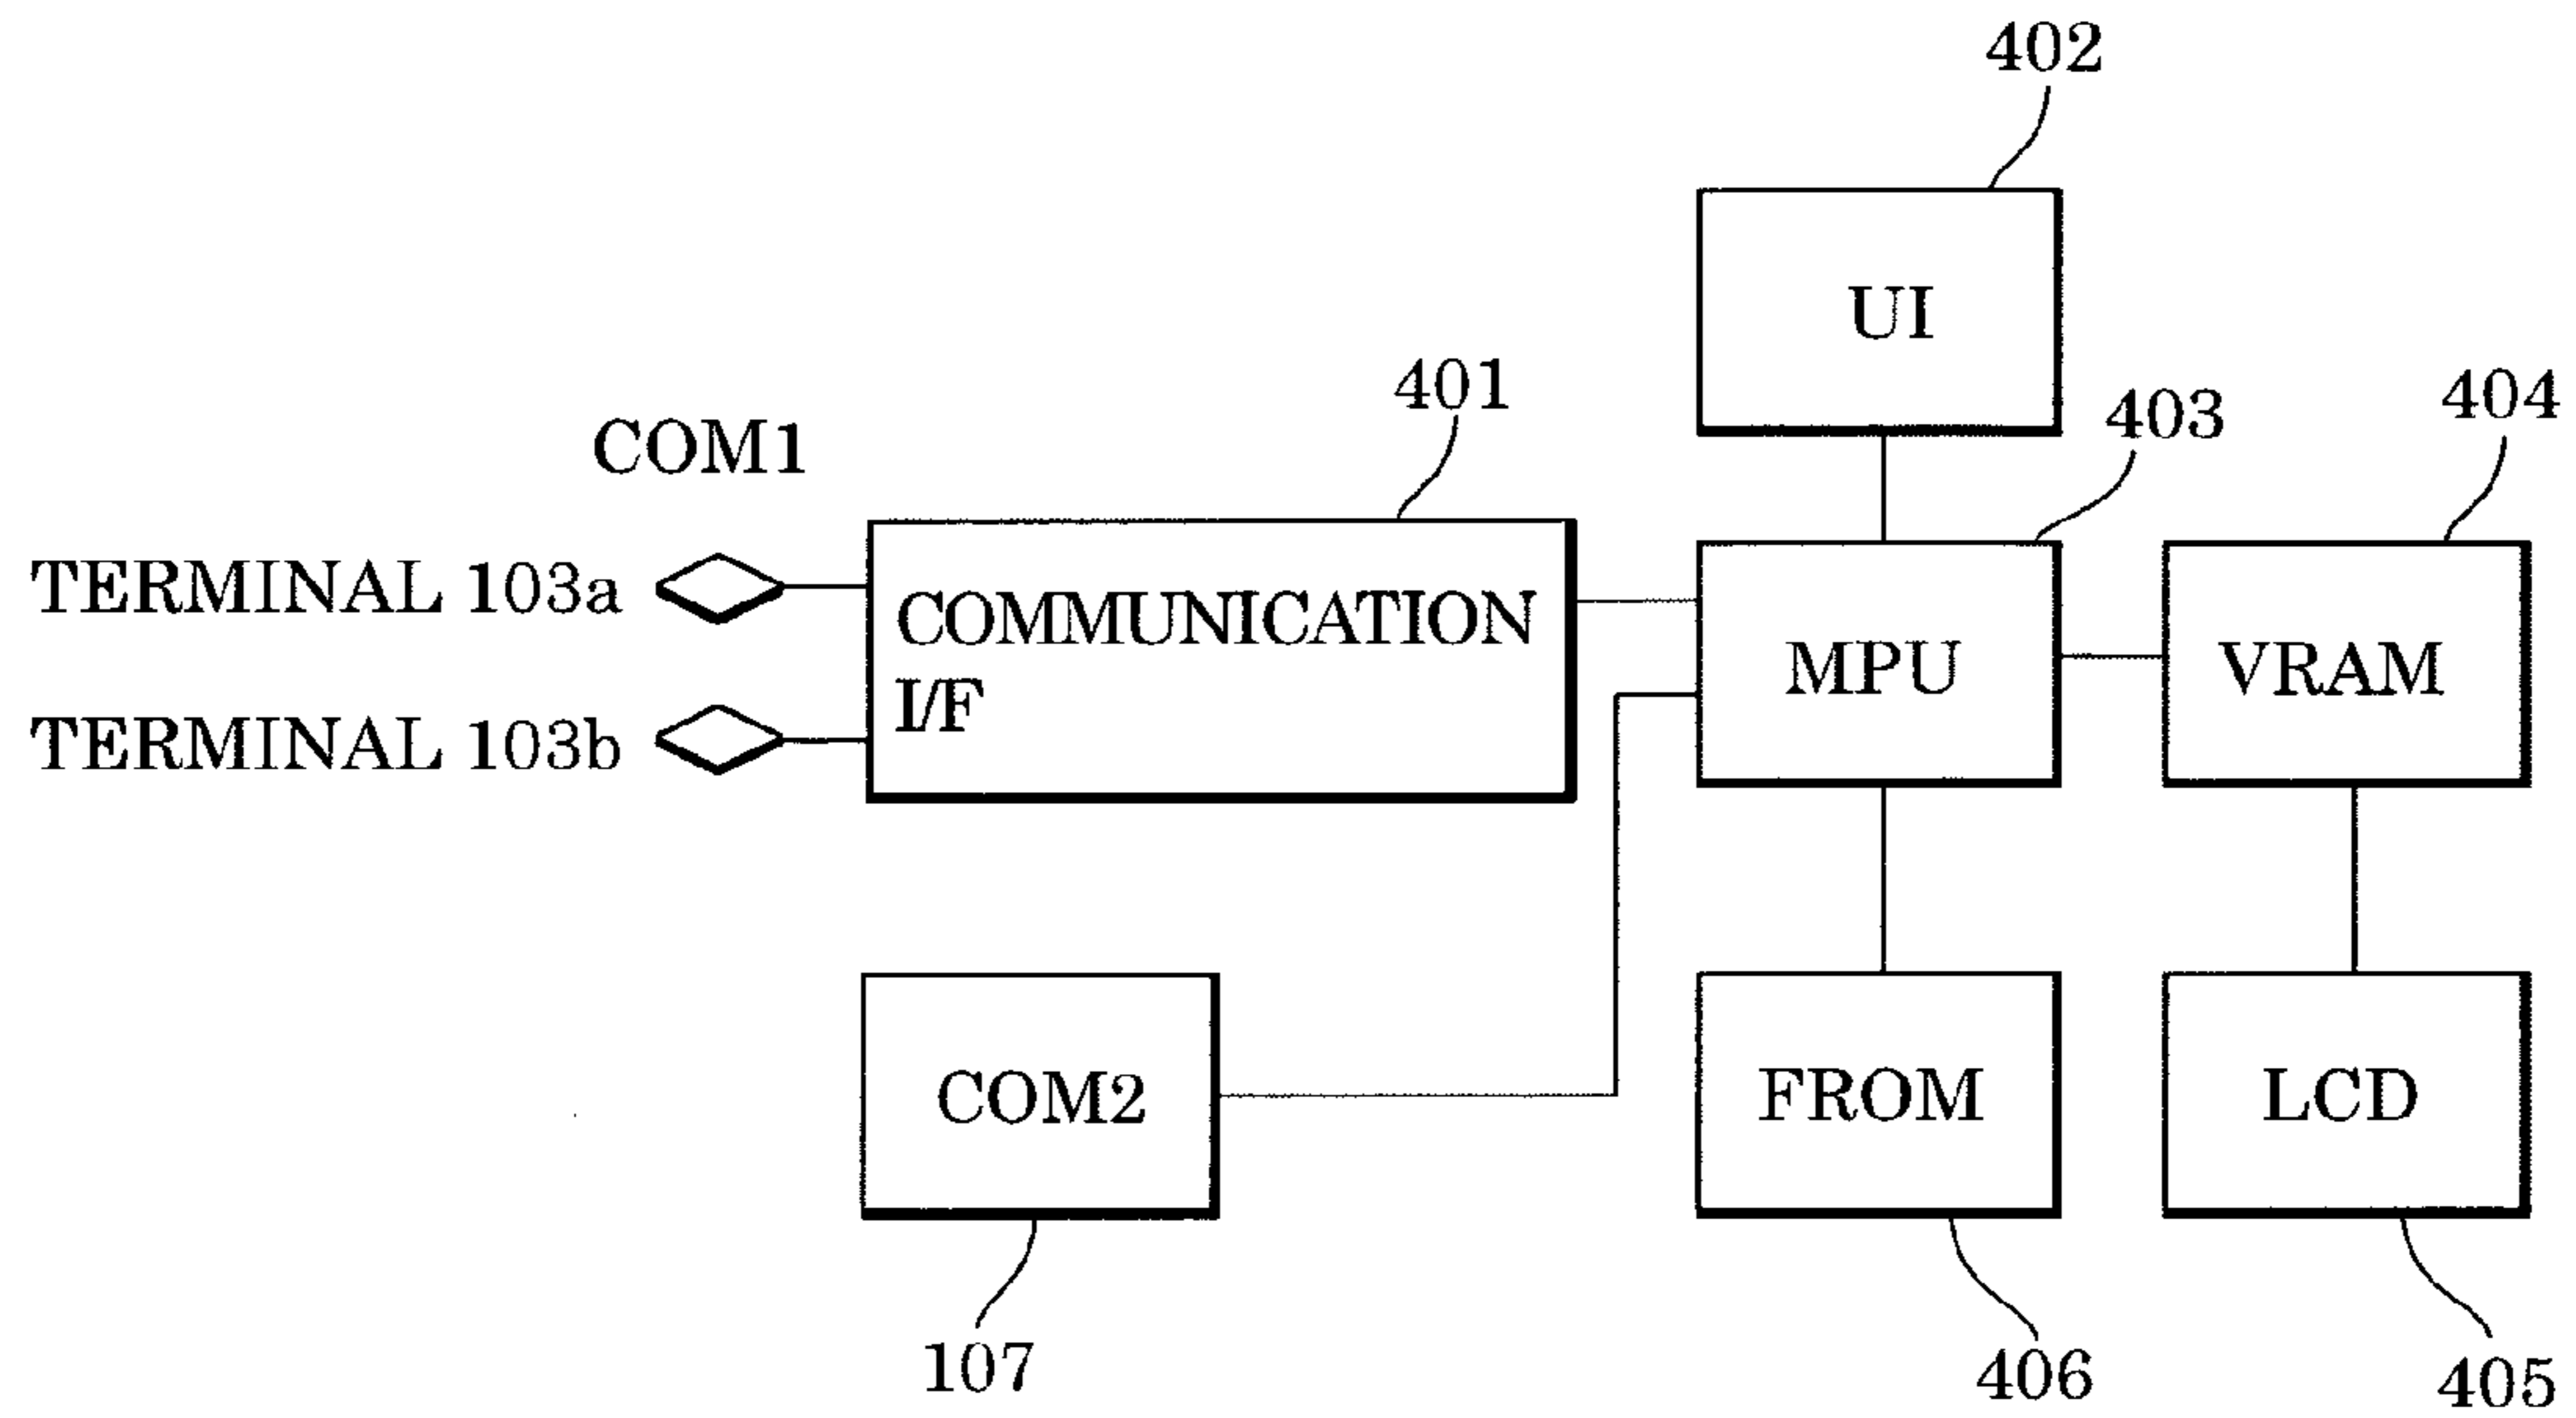 402
UI
401
403
404
COM1
TERMINAL 103a
COMMUNICATION
I/F
MPU
VRAM
TERMINAL 103b
COM2
FROM
LCD
107
406
405